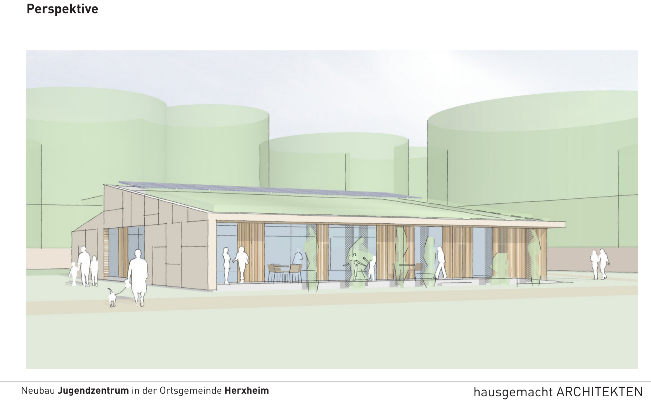 Perspektive
Neubau Jugendzentrum in der Ortsgemeinde Herxheim
hausgemacht ARCHITEKTEN